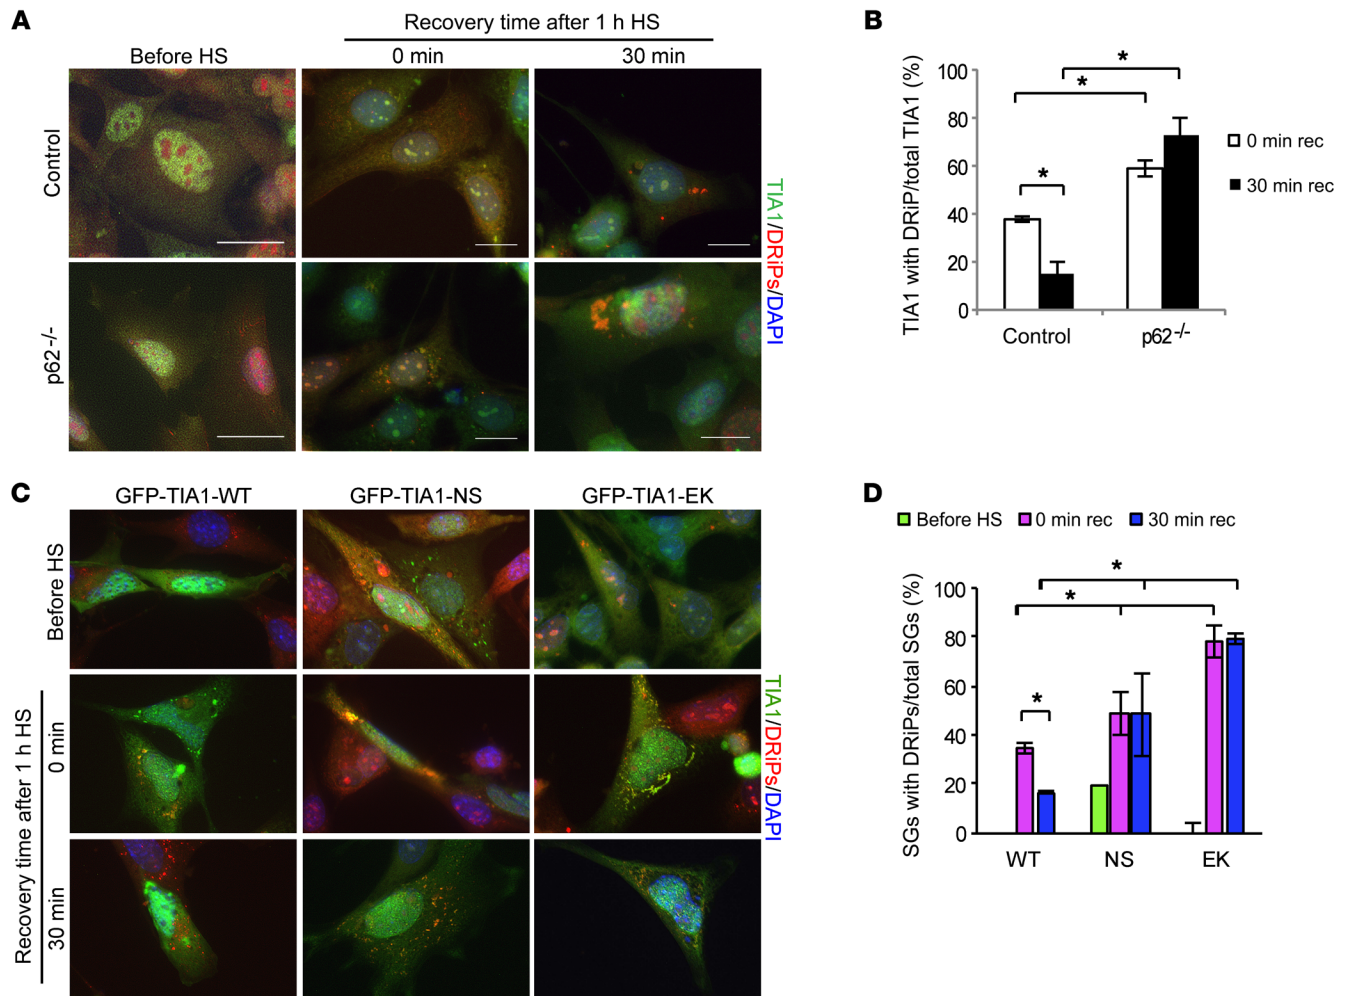 A
Recovery time after 1 h HS
Before HS
0 min
30 min
Control
p62-/-
TIA1/DRiPs/DAPI
B
TIA1 with DRiP/total TIA1 (%)
100
80
60
40
20
0
*
*
*
Control
p62-/-
0 min rec
30 min rec
C
GFP-TIA1-WT
GFP-TIA1-NS
GFP-TIA1-EK
Before HS
Recovery time after 1 h HS
0 min
30 min
TIA1/DRiPs/DAPI
D
Before HS
0 min rec
30 min rec
SGs with DRiPs/total SGs (%)
100
80
60
40
20
0
*
*
*
WT
NS
EK